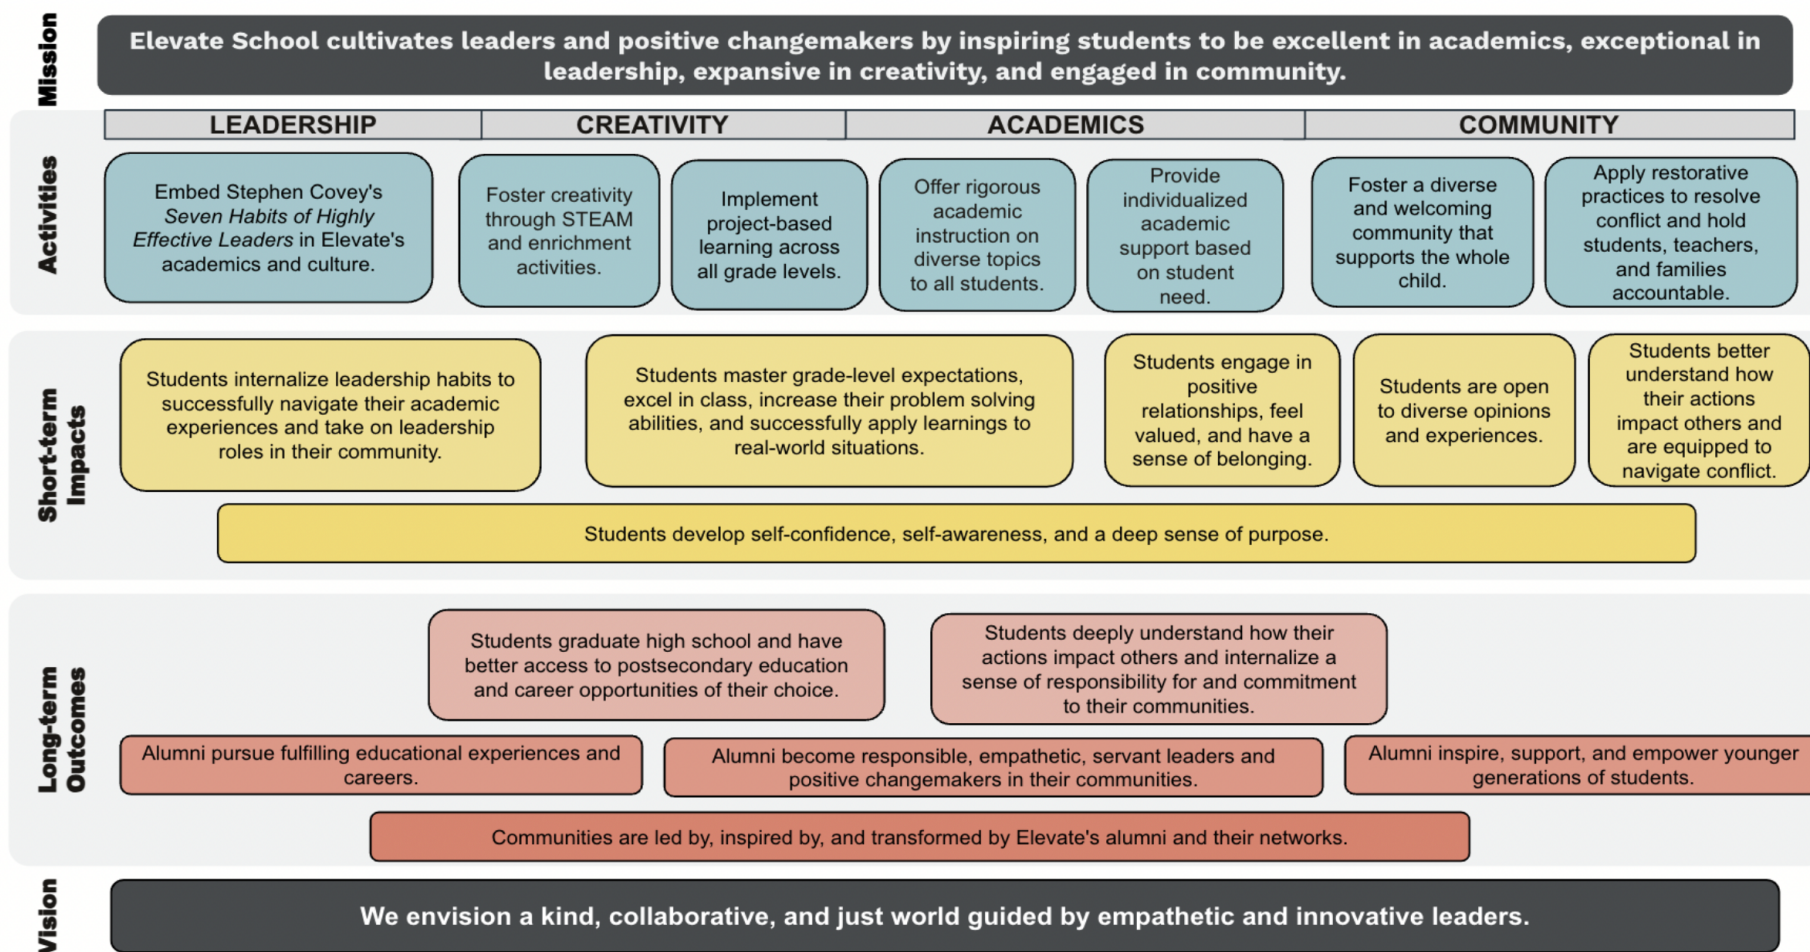 Mission
Elevate School cultivates leaders and positive changemakers by inspiring students to be excellent in academics, exceptional in
leadership, expansive in creativity, and engaged in community.
LEADERSHIP
CREATIVITY
ACADEMICS
COMMUNITY
Activities
Embed Stephen Covey's
Seven Habits of Highly
Effective Leaders in Elevate's
academics and culture.
Foster creativity
through STEAM
and enrichment
activities.
Implement
project-based
learning across
all grade levels.
Offer rigorous
academic
instruction on
diverse topics
to all students.
Provide
individualized
academic
support based
on student
need.
Foster a diverse
and welcoming
community that
supports the whole
child.
Apply restorative
practices to resolve
conflict and hold
students, teachers,
and families
accountable.
Short-term
Impacts
Students internalize leadership habits to
successfully navigate their academic
experiences and take on leadership
roles in their community.
Students master grade-level expectations,
excel in class, increase their problem solving
abilities, and successfully apply learnings to
real-world situations.
Students engage in
positive
relationships, feel
valued, and have a
sense of belonging.
Students are open
to diverse opinions
and experiences.
Students better
understand how
their actions
impact others and
are equipped to
navigate conflict.
Students develop self-confidence, self-awareness, and a deep sense of purpose.
Long-term
Outcomes
Students graduate high school and have
better access to postsecondary education
and career opportunities of their choice.
Students deeply understand how their
actions impact others and internalize a
sense of responsibility for and commitment
to their communities.
Alumni pursue fulfilling educational experiences and
careers.
Alumni become responsible, empathetic, servant leaders and
positive changemakers in their communities.
Alumni inspire, support, and empower younger
generations of students.
Communities are led by, inspired by, and transformed by Elevate's alumni and their networks.
Vision
We envision a kind, collaborative, and just world guided by empathetic and innovative leaders.